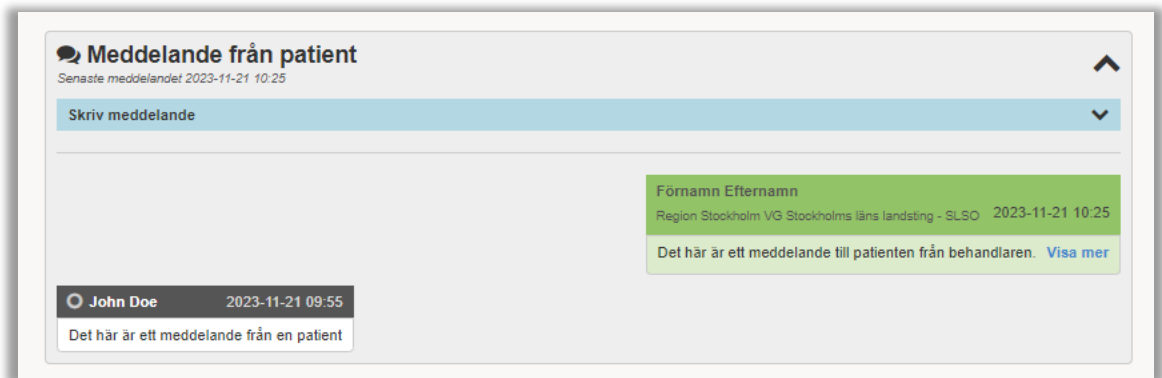 Meddelande från patient
Senaste meddelandet 2023-11-21 10:25
Skriv meddelande
Förnamn Efternamn
Region Stockholm VG Stockholms läns landsting - SLSO 2023-11-21 10:25
Det här är ett meddelande till patienten från behandlaren. Visa mer
John Doe 2023-11-21 09:55
Det här är ett meddelande från en patient